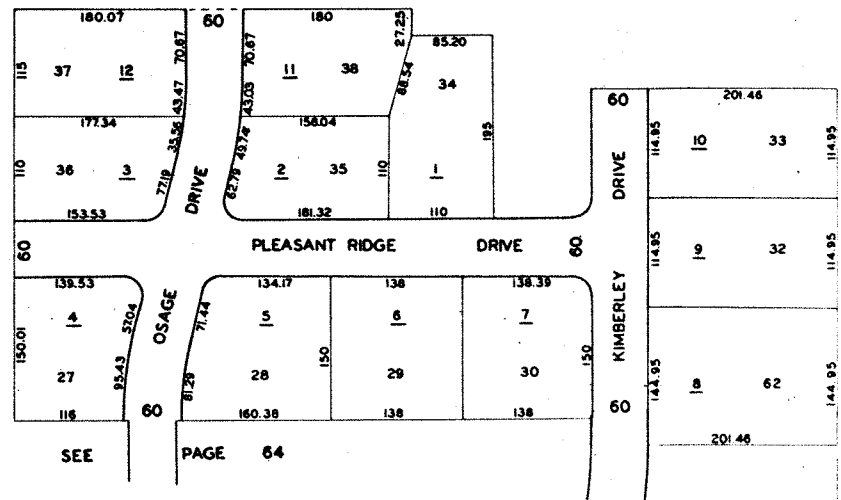 180.07 60 180 27.25
85.20
115 37 12 70.67 70.67 11 38 68.54 34
43.47 43.03
60 201.46
177.34 158.04
35.56 49.74 195
114.95 10 33 114.95
110 36 3 77.19 DRIVE 62.79 2 35 110 1
DRIVE
153.53 181.32 110
60 PLEASANT RIDGE DRIVE 60
114.95 9 32 114.95
139.53 134.17 138 138.39
KIMBERLEY
4 57.04 OSAGE 71.44 5 6 7
150.01 150 150
27 95.43 81.29 28 29 30
144.95 8 62 144.95
116 60 160.38 138 138 60
201.46
SEE PAGE 64